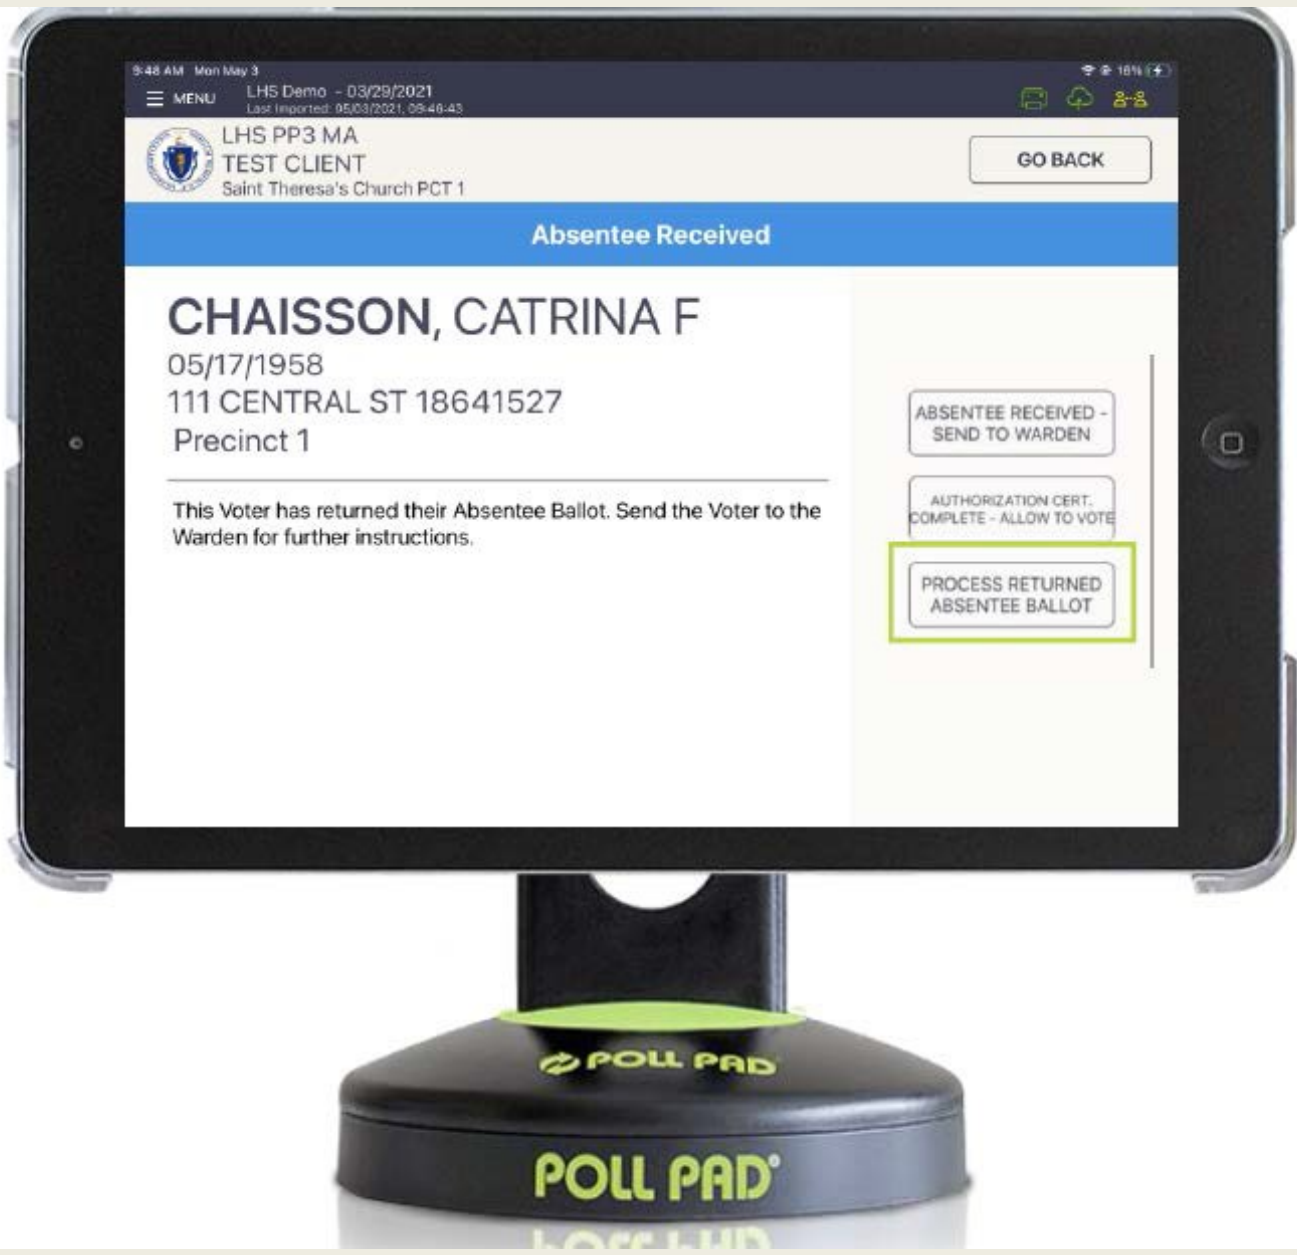 9:48 AM Mon May 3
16%
MENU
LHS Demo - 03/29/2021
Last Imported: 05/03/2021, 09:46:43
LHS PP3 MA
TEST CLIENT
Saint Theresa's Church PCT 1
GO BACK
Absentee Received
CHAISSON, CATRINA F
05/17/1958
111 CENTRAL ST 18641527
Precinct 1
This Voter has returned their Absentee Ballot. Send the Voter to the
Warden for further instructions.
ABSENTEE RECEIVED -
SEND TO WARDEN
AUTHORIZATION CERT.
COMPLETE - ALLOW TO VOTE
PROCESS RETURNED
ABSENTEE BALLOT
POLL PAD
POLL PAD®